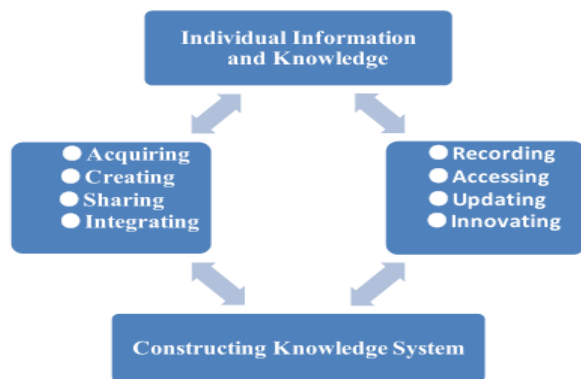 Individual Information
and Knowledge
Acquiring
Creating
Sharing
Integrating
Recording
Accessing
Updating
Innovating
Constructing Knowledge System